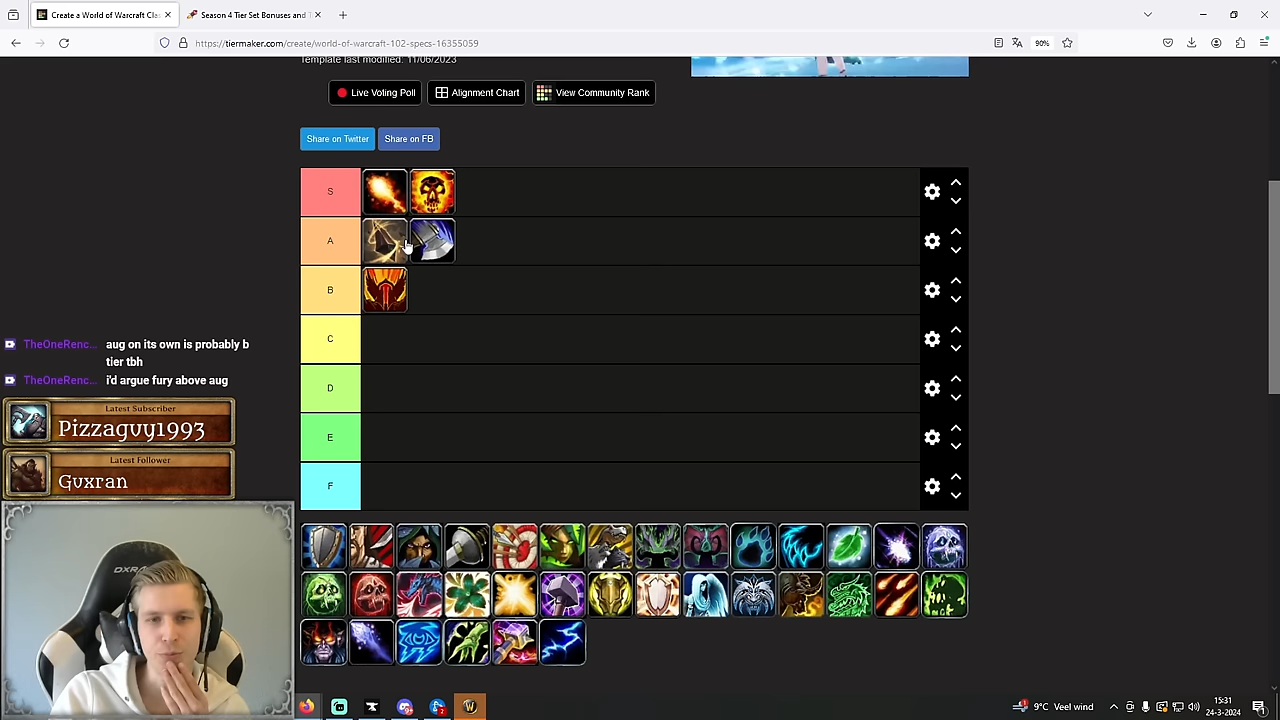 Create a World of Warcraft Cla
Season 4 Tier Set Bonuses and T
https://tiermaker.com/create/world-of-warcraft-102-specs-16355059
90%
Template last modified: 11/06/2023
Live Voting Poll
Alignment Chart
View Community Rank
Share on Twitter
Share on FB
S
A
B
C
D
E
F
TheOneRenc... aug on its own is probably b
tier tbh
TheOneRenc... i'd argue fury above aug
Latest Subscriber
Pizzaguy1993
Latest Follower
Guxran
DXRA
9°C Veel wind
15:31
24-3-2024